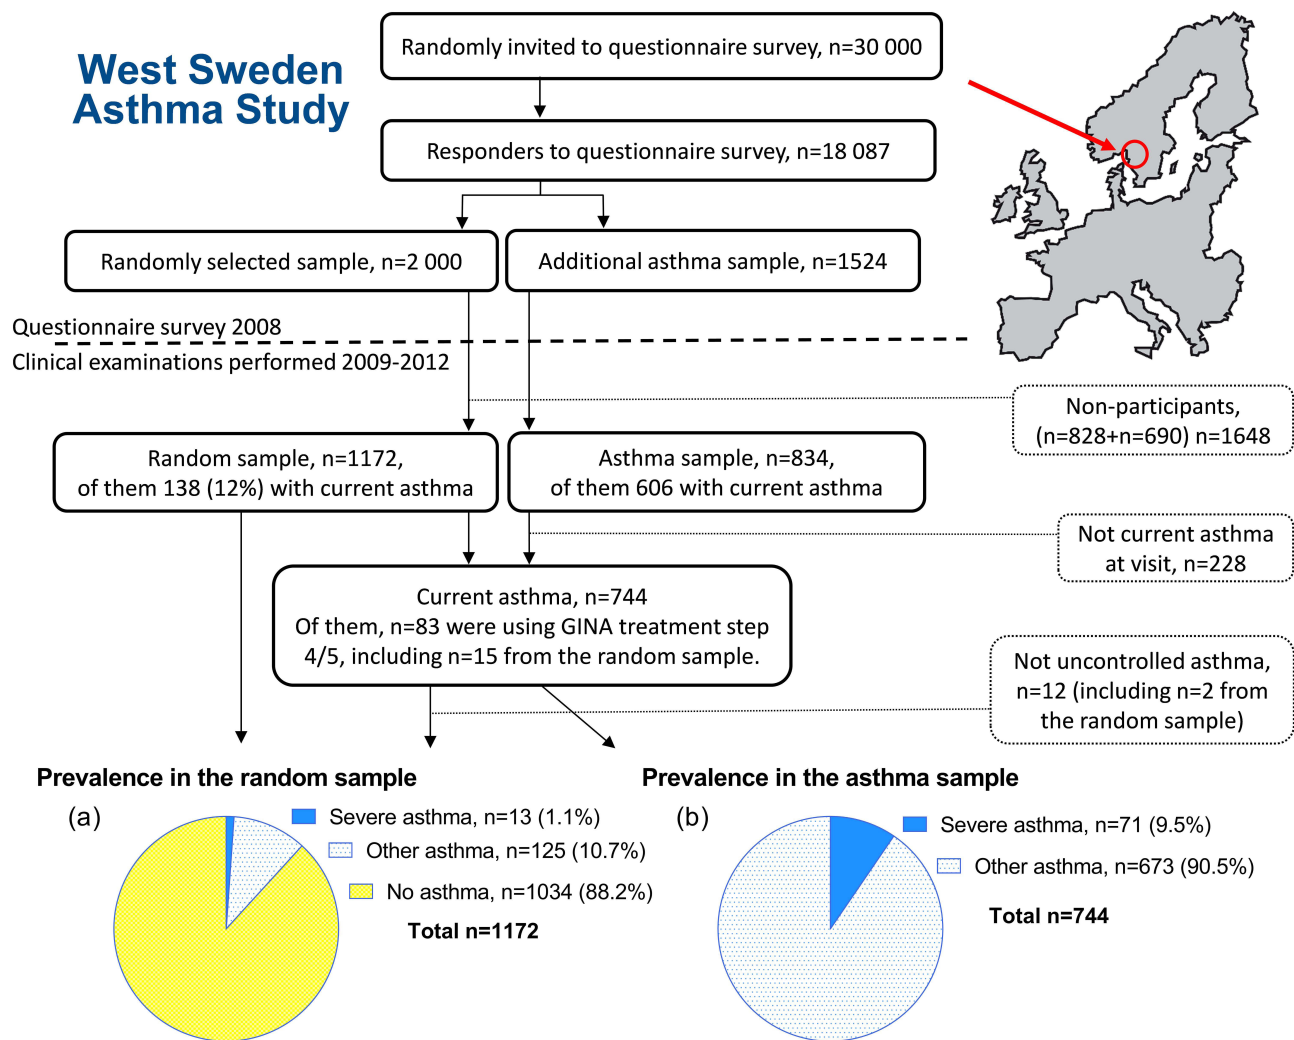 West Sweden
Asthma Study
Randomly invited to questionnaire survey, n=30 000
Responders to questionnaire survey, n=18 087
Randomly selected sample, n=2 000
Additional asthma sample, n=1524
Questionnaire survey 2008
Clinical examinations performed 2009-2012
Non-participants,
(n=828+n=690) n=1648
Random sample, n=1172,
of them 138 (12%) with current asthma
Asthma sample, n=834,
of them 606 with current asthma
Not current asthma
at visit, n=228
Current asthma, n=744
Of them, n=83 were using GINA treatment step
4/5, including n=15 from the random sample.
Not uncontrolled asthma,
n=12 (including n=2 from
the random sample)
Prevalence in the random sample
(a)
Severe asthma, n=13 (1.1%)
Other asthma, n=125 (10.7%)
No asthma, n=1034 (88.2%)
Total n=1172
Prevalence in the asthma sample
(b)
Severe asthma, n=71 (9.5%)
Other asthma, n=673 (90.5%)
Total n=744